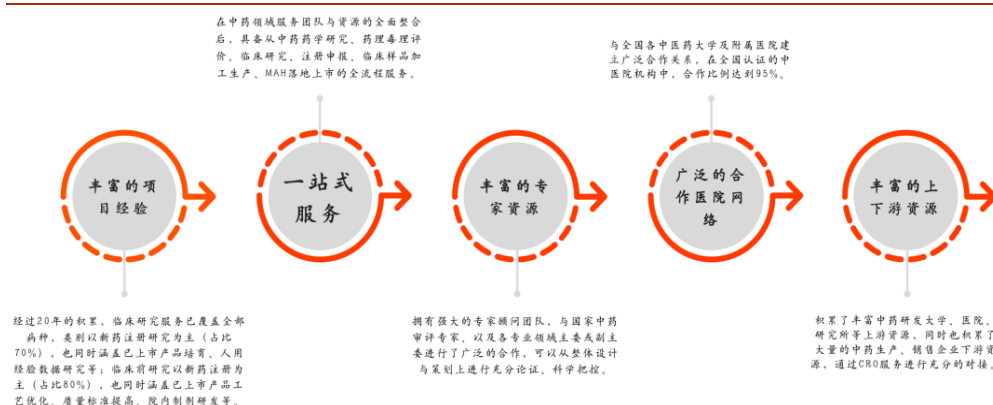 在中药领域服务团队与资源的全面整合
后，具备从中药药学研究、药理毒理评
价、临床研究、注册申报、临床样品加
工生产、MAH落地上市的全流程服务。
与全国各中医药大学及附属医院建
立广泛合作关系，在全国认证的中
医院机构中，合作比例达到95%。
丰富的项
目经验
一站式
服务
丰富的专
家资源
广泛的合
作医院网
络
丰富的上
下游资源
经过20年的积累，临床研究服务已覆盖全部
病种，类别以新药注册研究为主（占比
70%），也同时涵盖已上市产品培育、人用
经验数据研究等；临床前研究以新药注册为
主（占比80%），也同时涵盖已上市产品工
艺优化、质量标准提高、院内制剂研发等。
拥有强大的专家顾问团队，与国家中药
审评专家、以及各专业领域主委或副主
委进行了广泛的合作，可以从整体设计
与策划上进行充分论证、科学把控。
积累了丰富中药研发大学、医院、
研究所等上游资源，同时也积累了
大量的中药生产、销售企业下游资
源，通过CRO服务进行充分的对接。